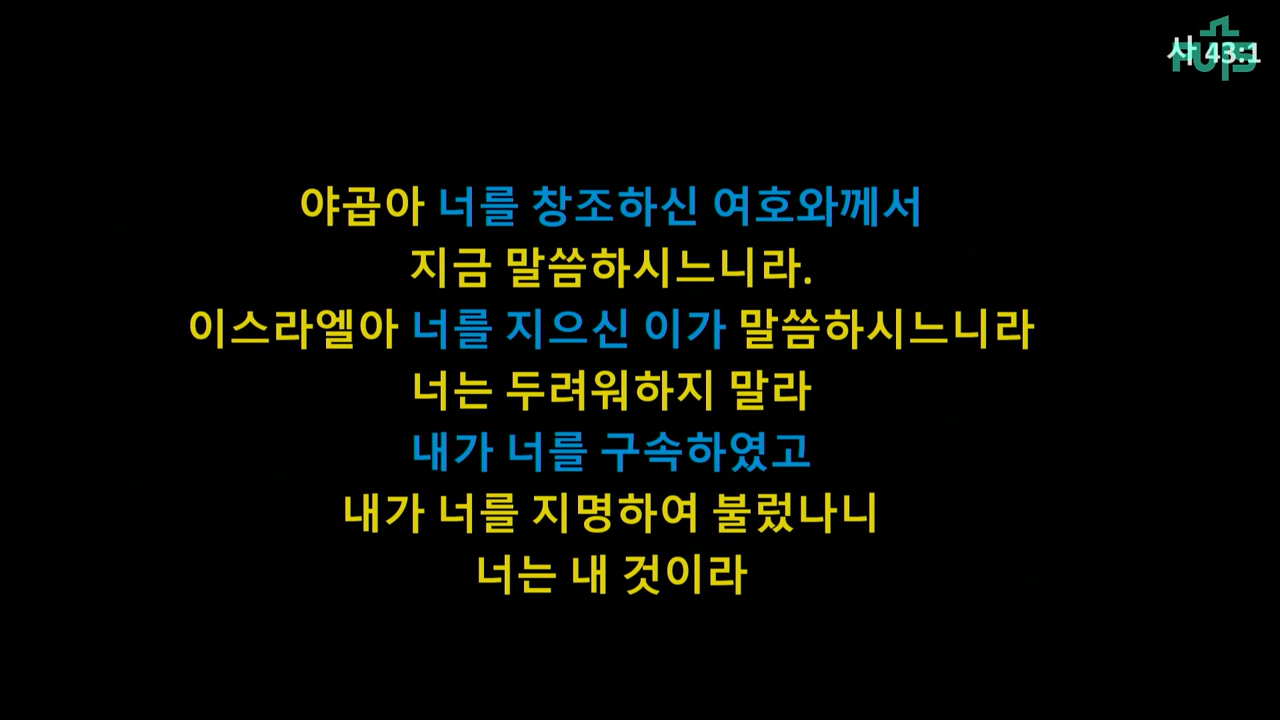 사 43:1
야곱아 너를 창조하신 여호와께서
지금 말씀하시느니라.
이스라엘아 너를 지으신 이가 말씀하시느니라
너는 두려워하지 말라
내가 너를 구속하였고
내가 너를 지명하여 불렀나니
너는 내 것이라